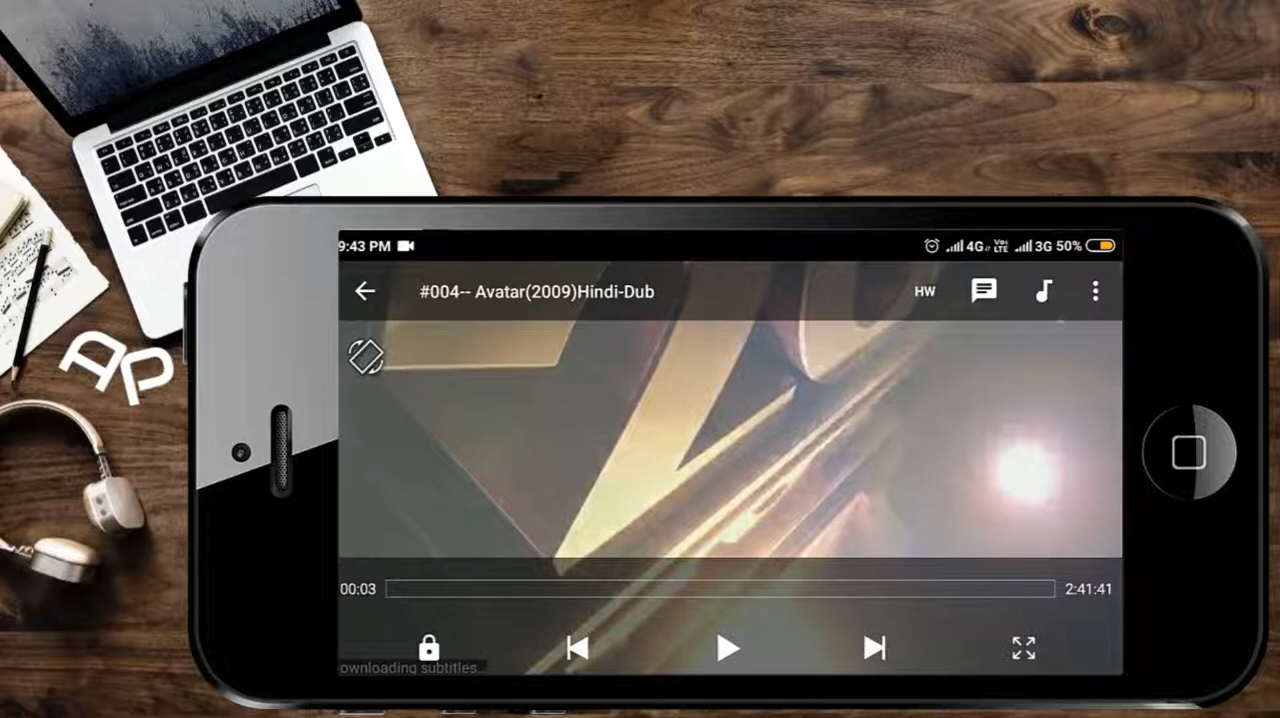 AP
9:43 PM
4G VoLTE 3G 50%
#004-- Avatar(2009)Hindi-Dub
HW
00:03
2:41:41
ownloading subtitles...